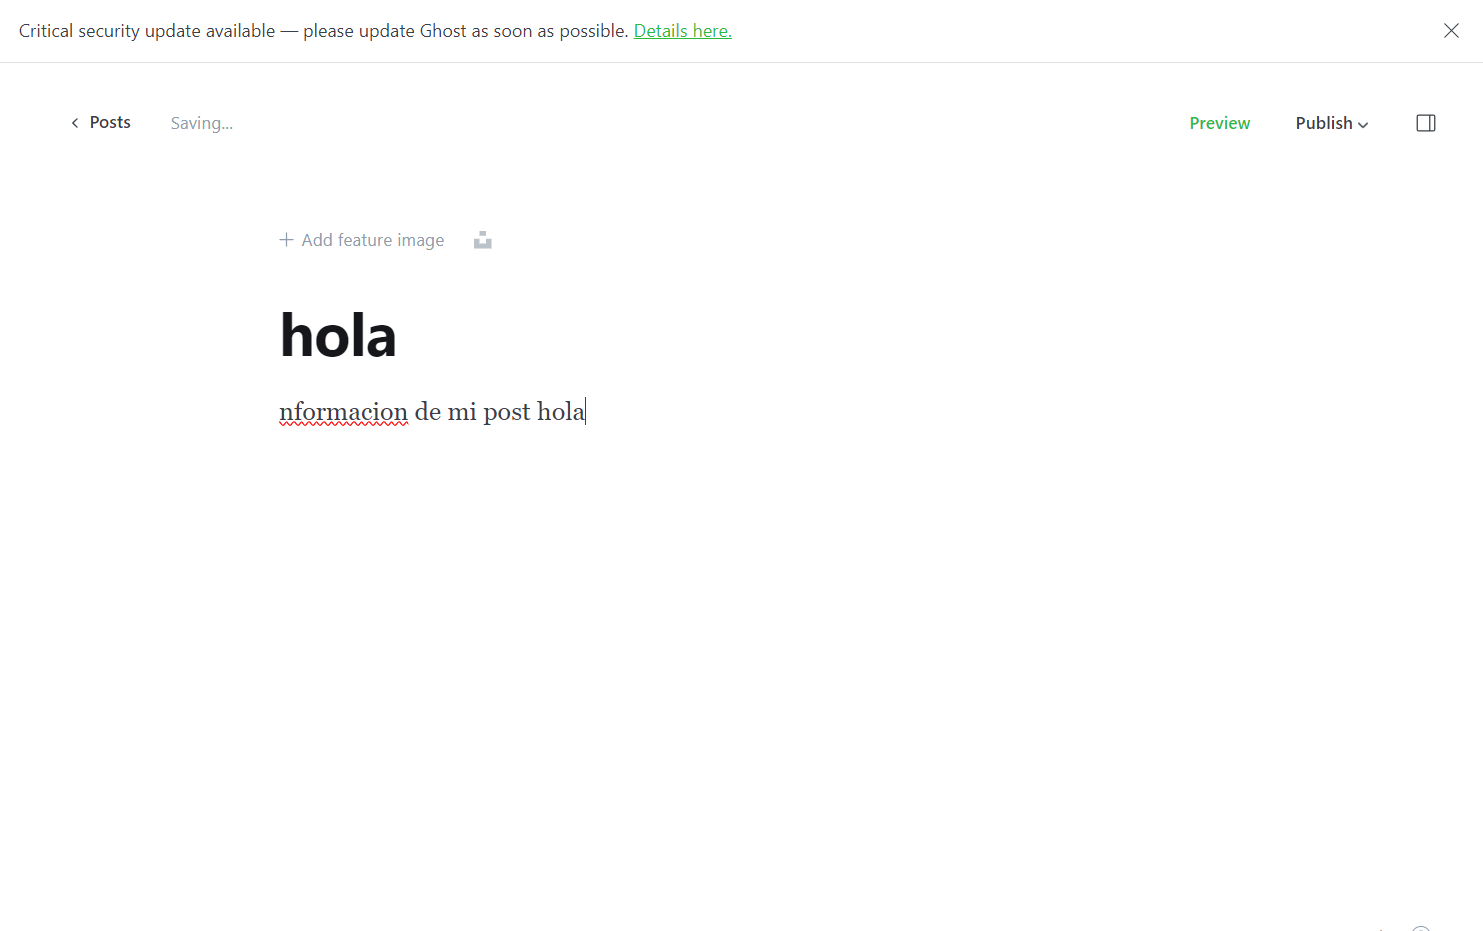 Critical security update available — please update Ghost as soon as possible. Details here.
Posts
Saving...
Preview
Publish
Add feature image
hola
nformacion de mi post hola